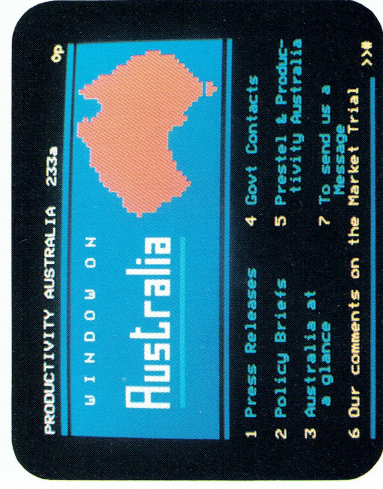 PRODUCTIVITY AUSTRALIA 233a 0p
WINDOW ON
Australia
1 Press Releases
2 Policy Briefs
3 Australia at
a glance
4 Govt Contacts
5 Prestel & Produc-
tivity Australia
7 To send us a
Message
6 Our comments on the Market Trial
>>#